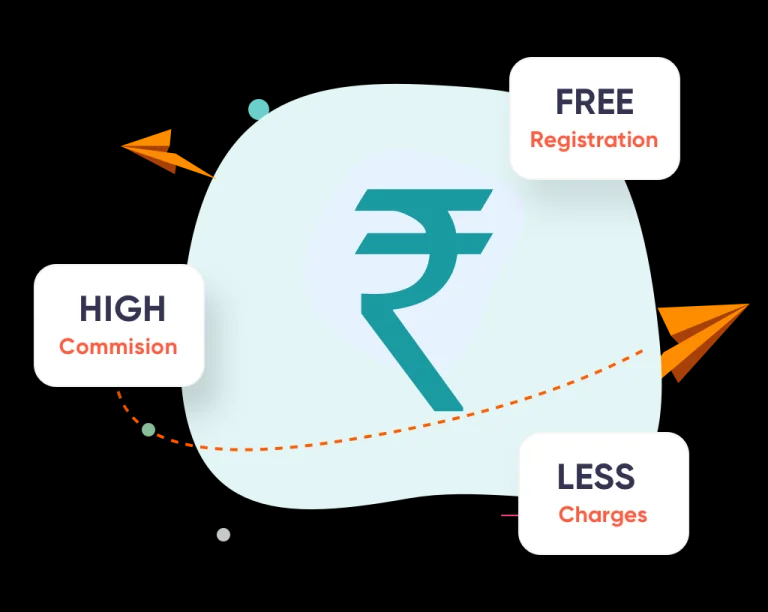 FREE
Registration
HIGH
Commision
₹
LESS
Charges